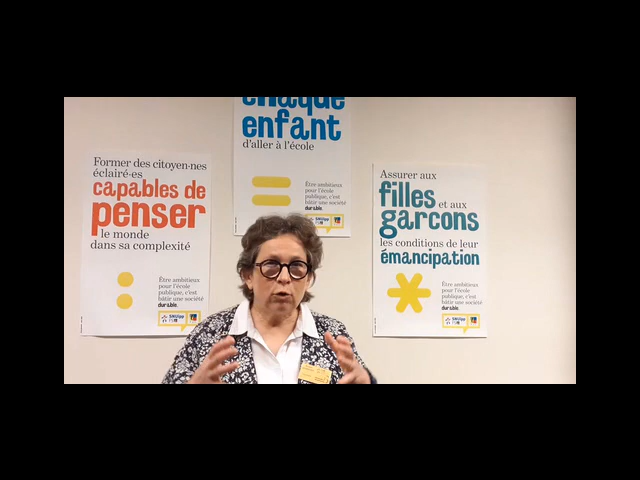 Former des citoyen·nes
éclairé·es
capables de
penser
le monde
dans sa complexité
Être ambitieux
pour l'école
publique, c'est
bâtir une société
durable.
chaque
enfant
d'aller à l'école
Être ambitieux
pour l'école
publique, c'est
bâtir une société
durable.
Assurer aux
filles et aux
garçons
les conditions de leur
émancipation
Être ambitieux
pour l'école
publique, c'est
bâtir une société
durable.